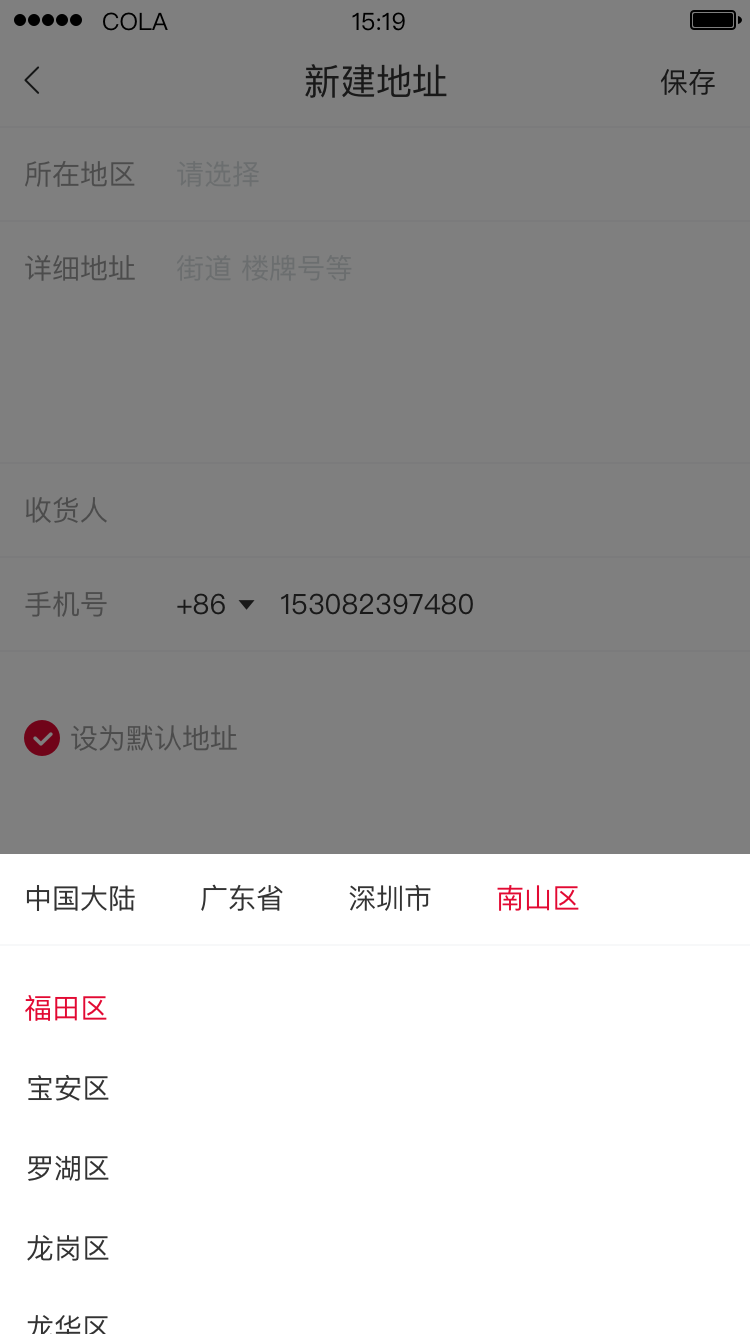 COLA 15:19
新建地址 保存
所在地区 请选择
详细地址 街道 楼牌号等
收货人
手机号 +86 153082397480
设为默认地址
中国大陆 广东省 深圳市 南山区
福田区
宝安区
罗湖区
龙岗区
龙华区